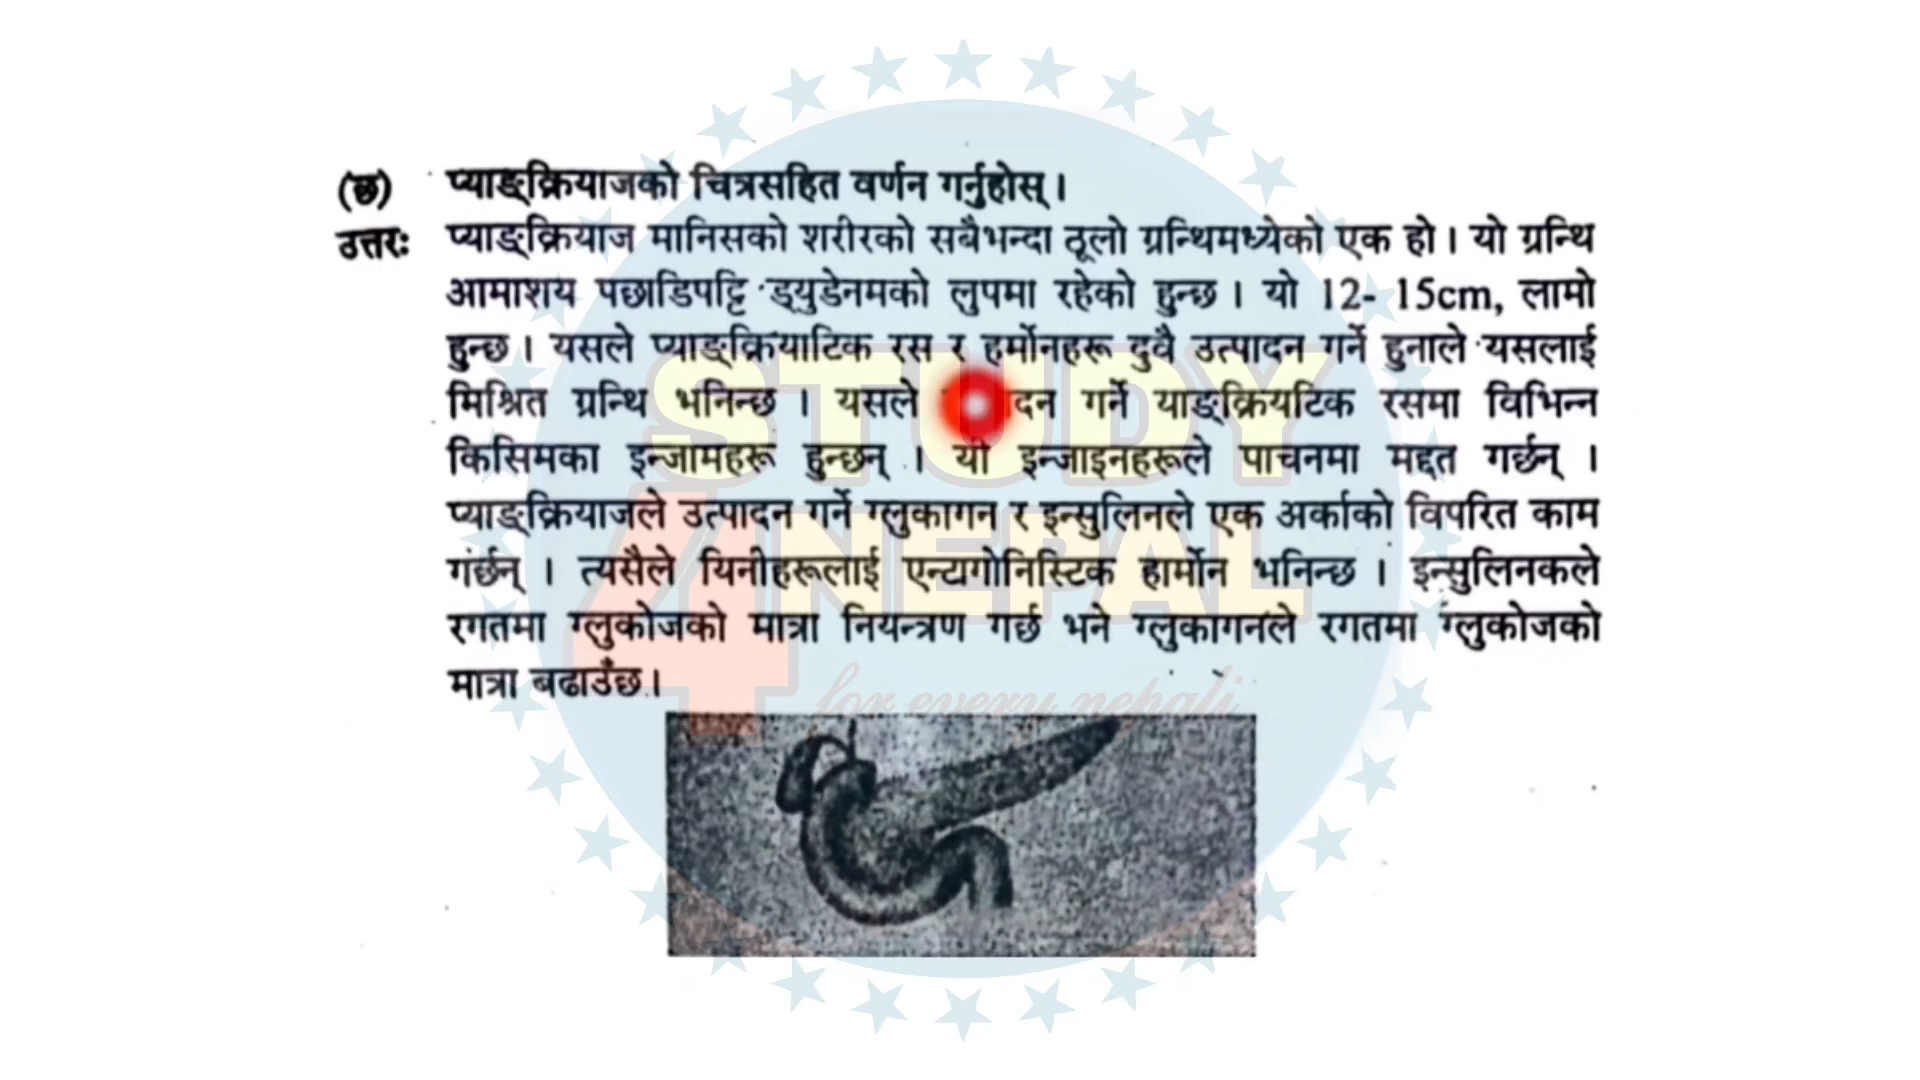 (छ) प्याङ्क्रियाजको चित्रसहित वर्णन गर्नुहोस् ।
उत्तरः प्याङ्क्रियाज मानिसको शरीरको सबैभन्दा ठूलो ग्रन्थिमध्येको एक हो । यो ग्रन्थि
आमाशय पछाडिपट्टि ड्युडेनमको लुपमा रहेको हुन्छ । यो 12- 15cm, लामो
हुन्छ । यसले प्याङ्क्रियाटिक रस र हर्मोनहरू दुवै उत्पादन गर्ने हुनाले यसलाई
मिश्रित ग्रन्थि भनिन्छ । यसले गर्ने याङ्क्रियटिक रसमा विभिन्न
किसिमका इन्जामहरू हुन्छन् । यी इन्जाइनहरूले पाचनमा मद्दत गर्छन् ।
प्याङ्क्रियाजले उत्पादन गर्ने ग्लुकागन र इन्सुलिनले एक अर्काको विपरित काम
गर्छन् । त्यसैले यिनीहरूलाई एन्टागोनिस्टिक हार्मोन भनिन्छ । इन्सुलिनकले
रगतमा ग्लुकोजको मात्रा नियन्त्रण गर्छ भने ग्लुकागनले रगतमा ग्लुकोजको
मात्रा बढाउँछ ।
STUDY
4 NEPAL
for every nepali